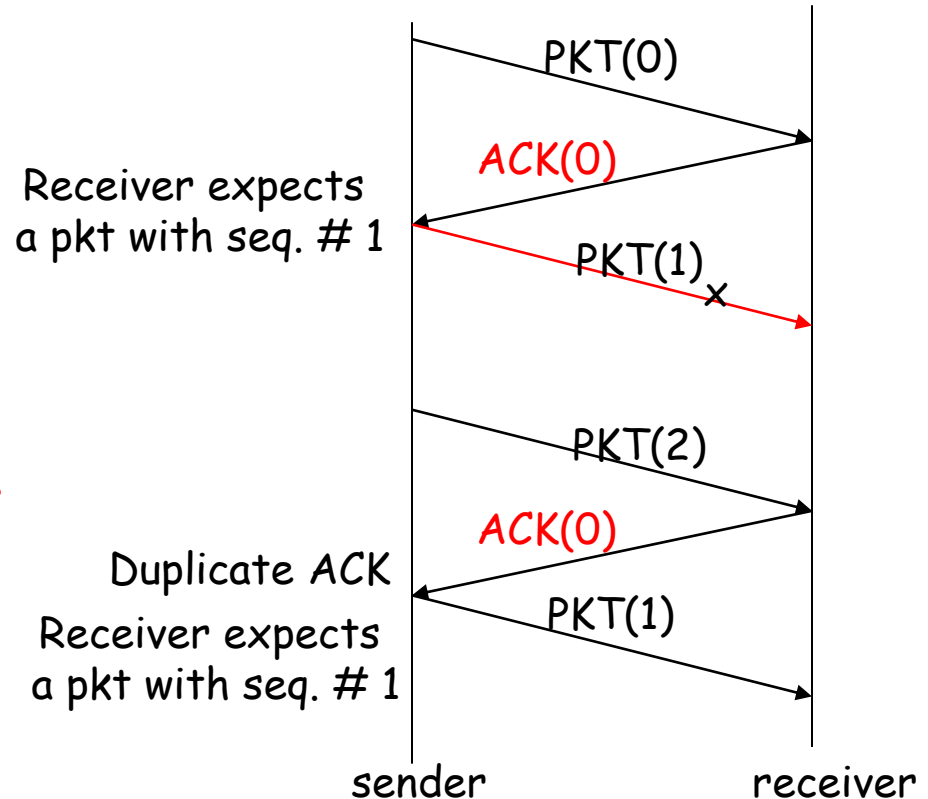 PKT(0)
ACK(0)
Receiver expects
a pkt with seq. # 1
PKT(1)
x
PKT(2)
ACK(0)
Duplicate ACK
PKT(1)
Receiver expects
a pkt with seq. # 1
sender
receiver